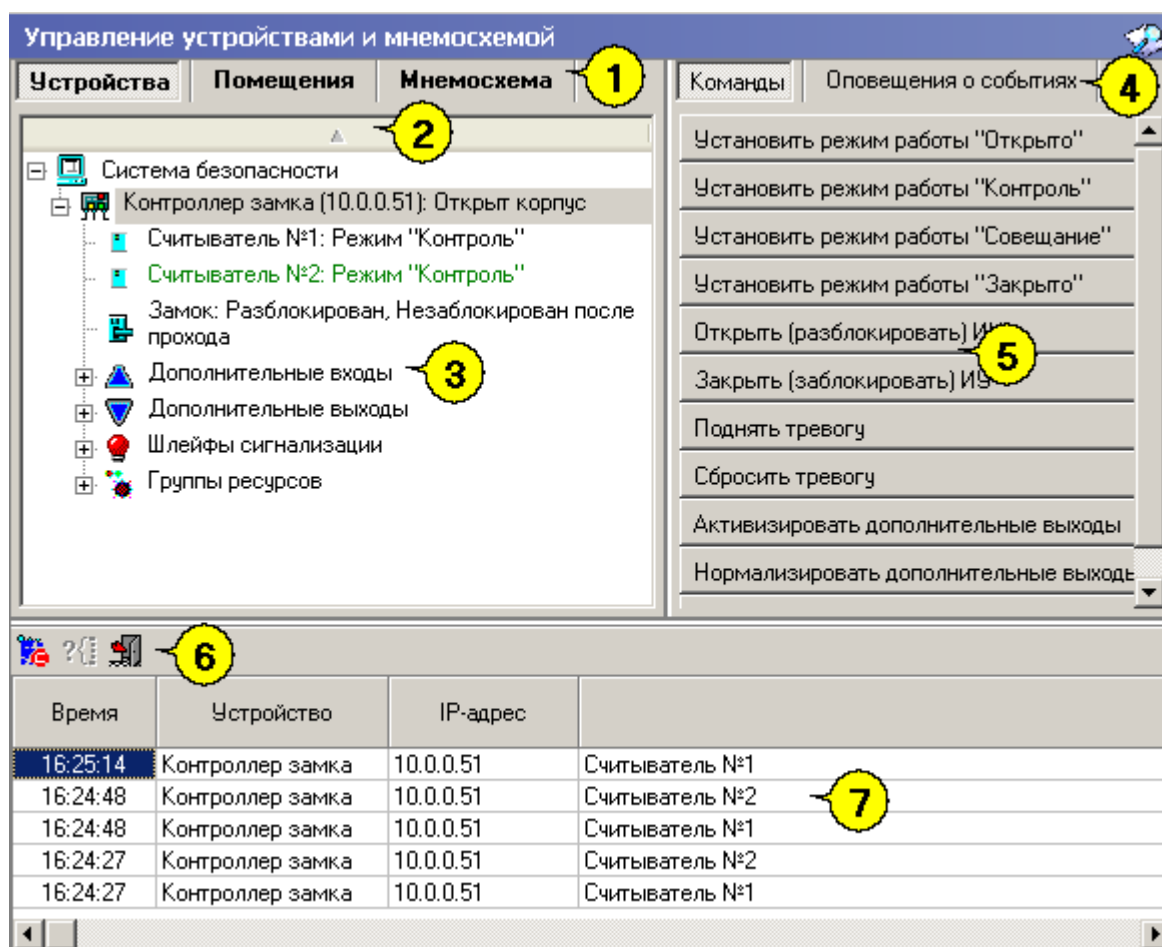 Управление устройствами и мнемосхемой
Устройства Помещения Мнемосхема 1
Команды Оповещения о событиях 4
2
Система безопасности
Контроллер замка (10.0.0.51): Открыт корпус
Считыватель №1: Режим "Контроль"
Считыватель №2: Режим "Контроль"
Замок: Разблокирован, Незаблокирован после
прохода
Дополнительные входы 3
Дополнительные выходы
Шлейфы сигнализации
Группы ресурсов
Установить режим работы "Открыто"
Установить режим работы "Контроль"
Установить режим работы "Совещание"
Установить режим работы "Закрыто"
Открыть (разблокировать) 5
Закрыть (заблокировать) ИУ
Поднять тревогу
Сбросить тревогу
Активизировать дополнительные выходы
Нормализировать дополнительные выходы
6
Время Устройство IP-адрес
16:25:14 Контроллер замка 10.0.0.51 Считыватель №1
16:24:48 Контроллер замка 10.0.0.51 Считыватель №2 7
16:24:48 Контроллер замка 10.0.0.51 Считыватель №1
16:24:27 Контроллер замка 10.0.0.51 Считыватель №2
16:24:27 Контроллер замка 10.0.0.51 Считыватель №1